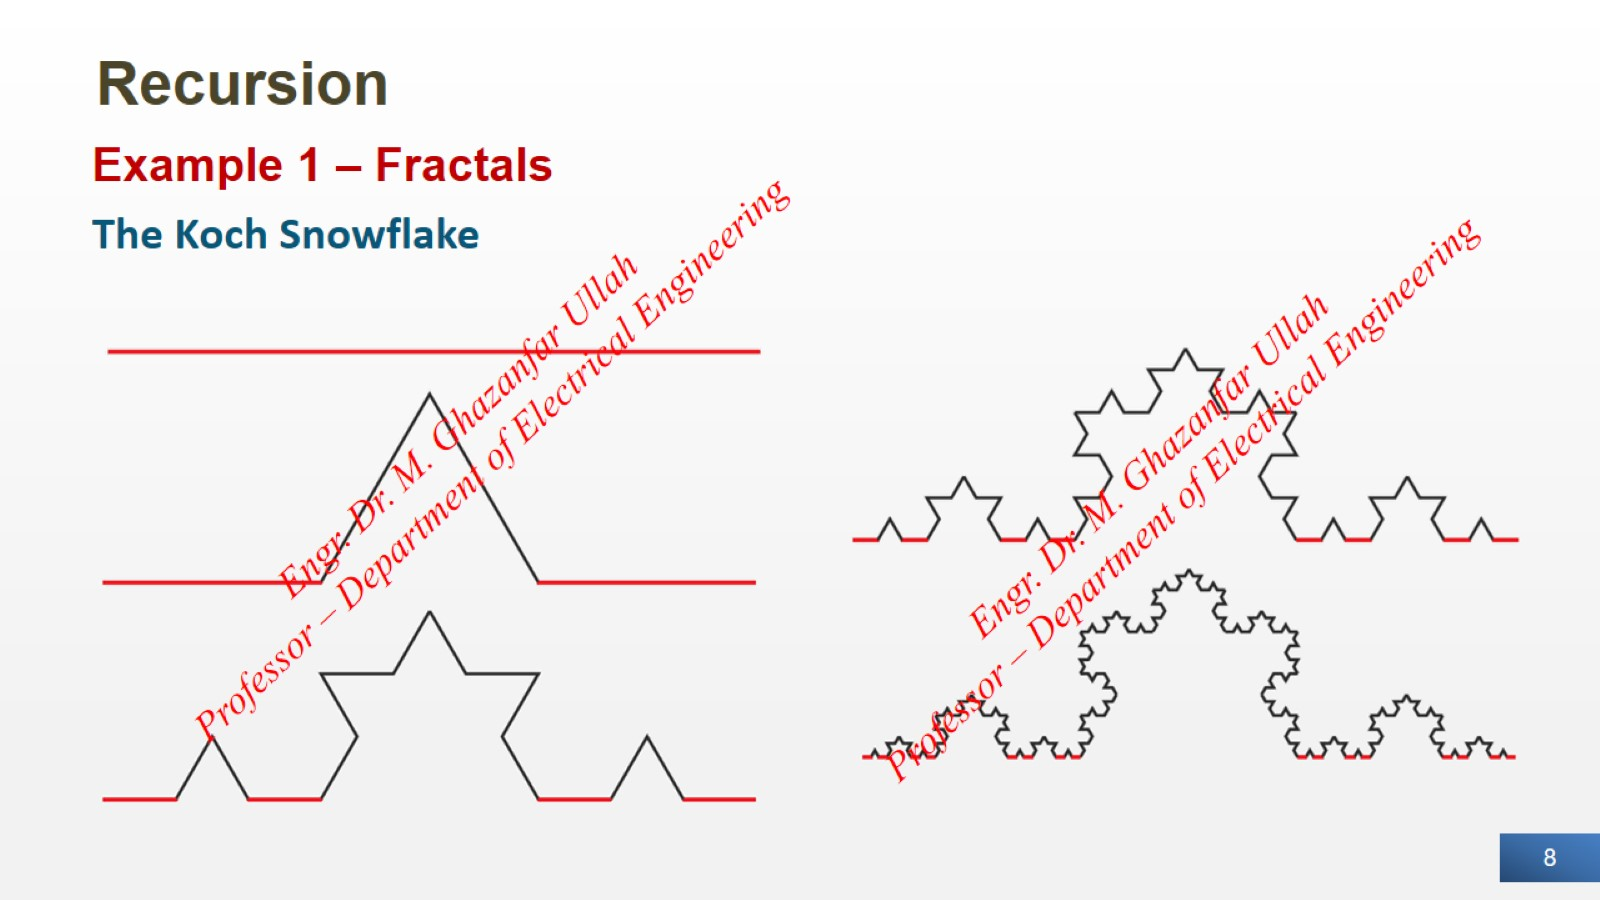 Recursion
Example 1 – Fractals
The Koch Snowflake
Engr. Dr. M. Ghazanfar Ullah
Professor – Department of Electrical Engineering
Engr. Dr. M. Ghazanfar Ullah
Professor – Department of Electrical Engineering
8